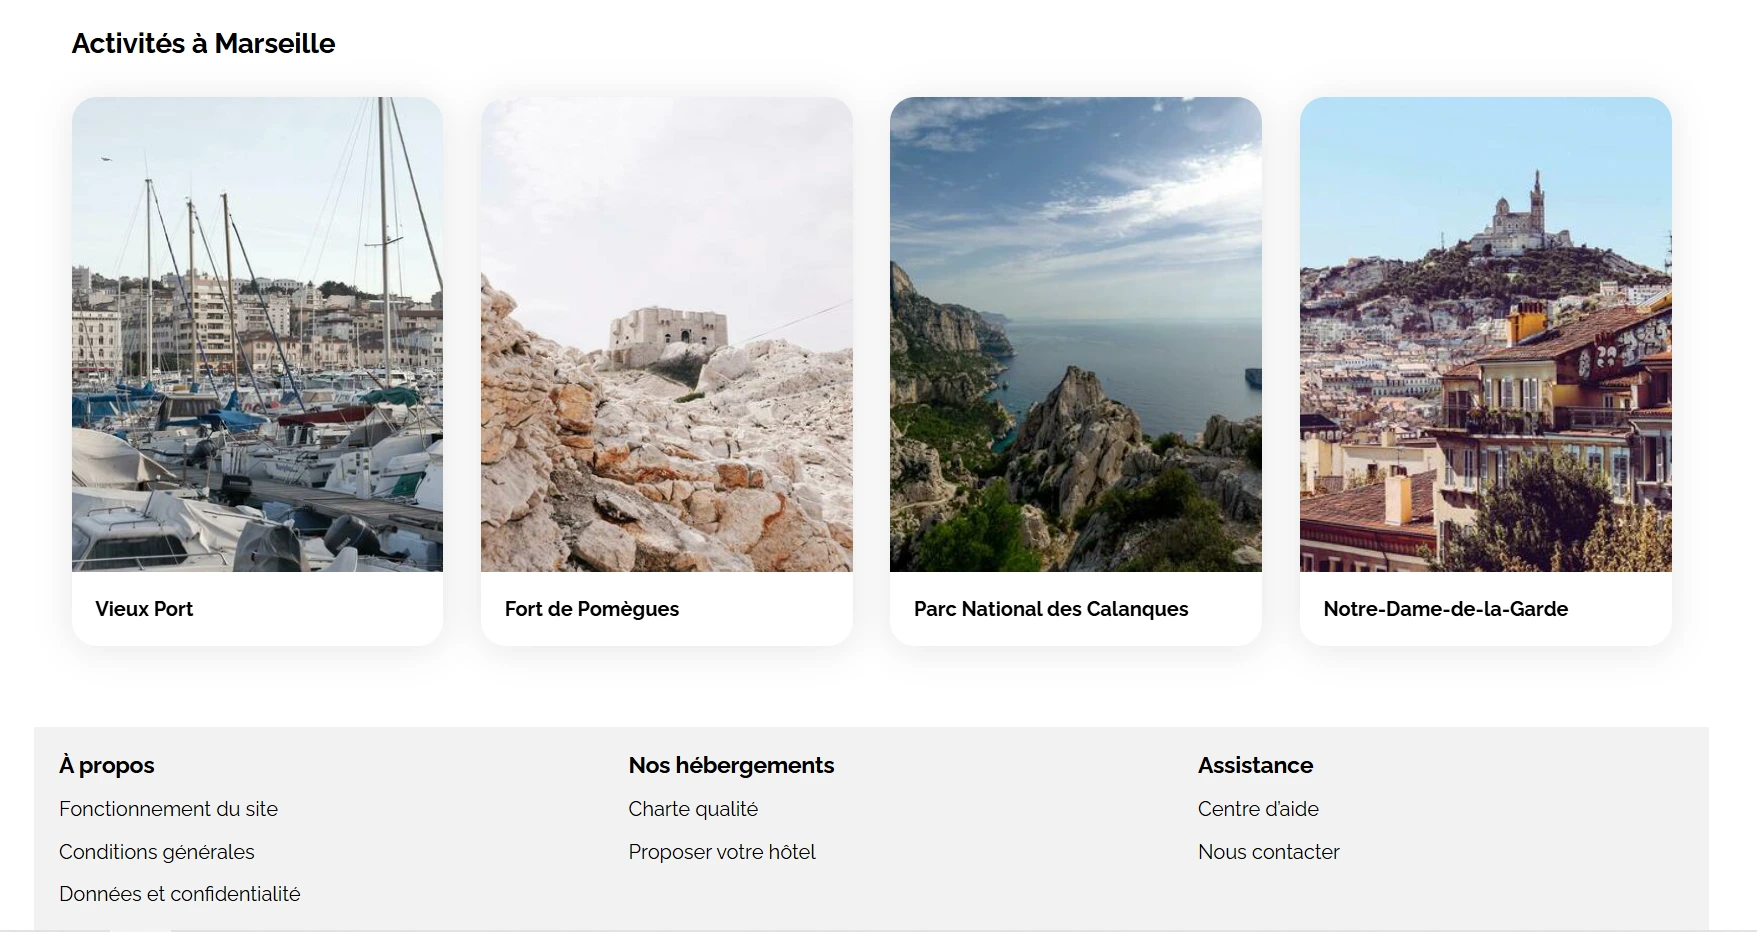 Activités à Marseille
Vieux Port
Fort de Pomègues
Parc National des Calanques
Notre-Dame-de-la-Garde
À propos
Fonctionnement du site
Conditions générales
Données et confidentialité
Nos hébergements
Charte qualité
Proposer votre hôtel
Assistance
Centre d'aide
Nous contacter